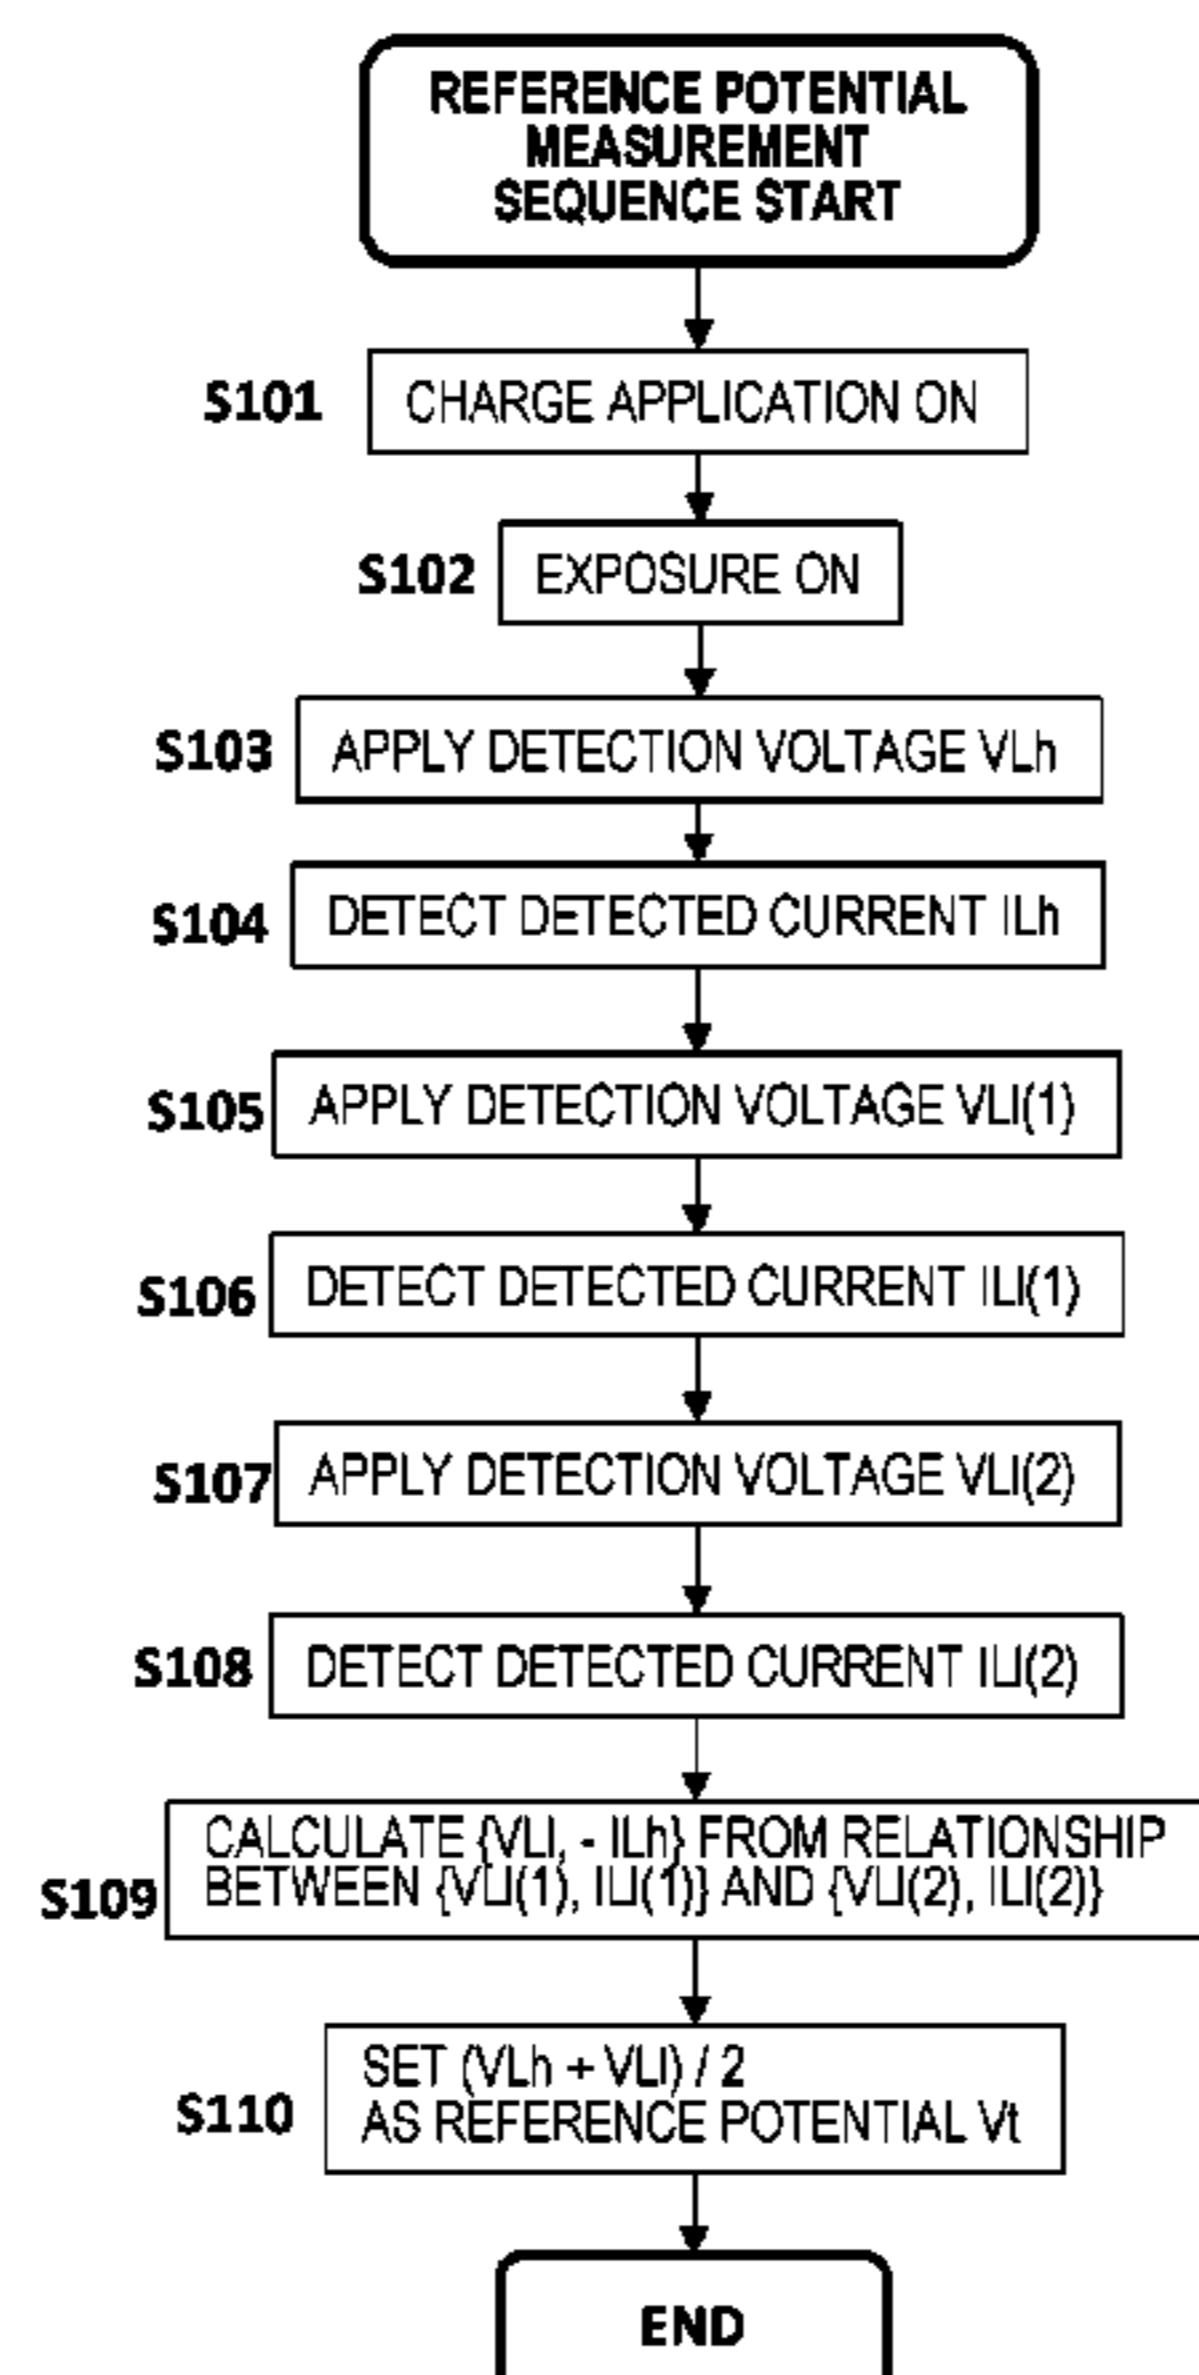 REFERENCE POTENTIAL
MEASUREMENT
SEQUENCE START
S101 CHARGE APPLICATION ON
S102 EXPOSURE ON
S103 APPLY DETECTION VOLTAGE VLh
S104 DETECT DETECTED CURRENT ILh
S105 APPLY DETECTION VOLTAGE VLl(1)
S106 DETECT DETECTED CURRENT ILl(1)
S107 APPLY DETECTION VOLTAGE VLl(2)
S108 DETECT DETECTED CURRENT ILl(2)
S109
CALCULATE {VLl, - ILh} FROM RELATIONSHIP
BETWEEN {VLl(1), ILl(1)} AND {VLl(2), ILl(2)}
S110
SET (VLh + VLl) / 2
AS REFERENCE POTENTIAL Vt
END